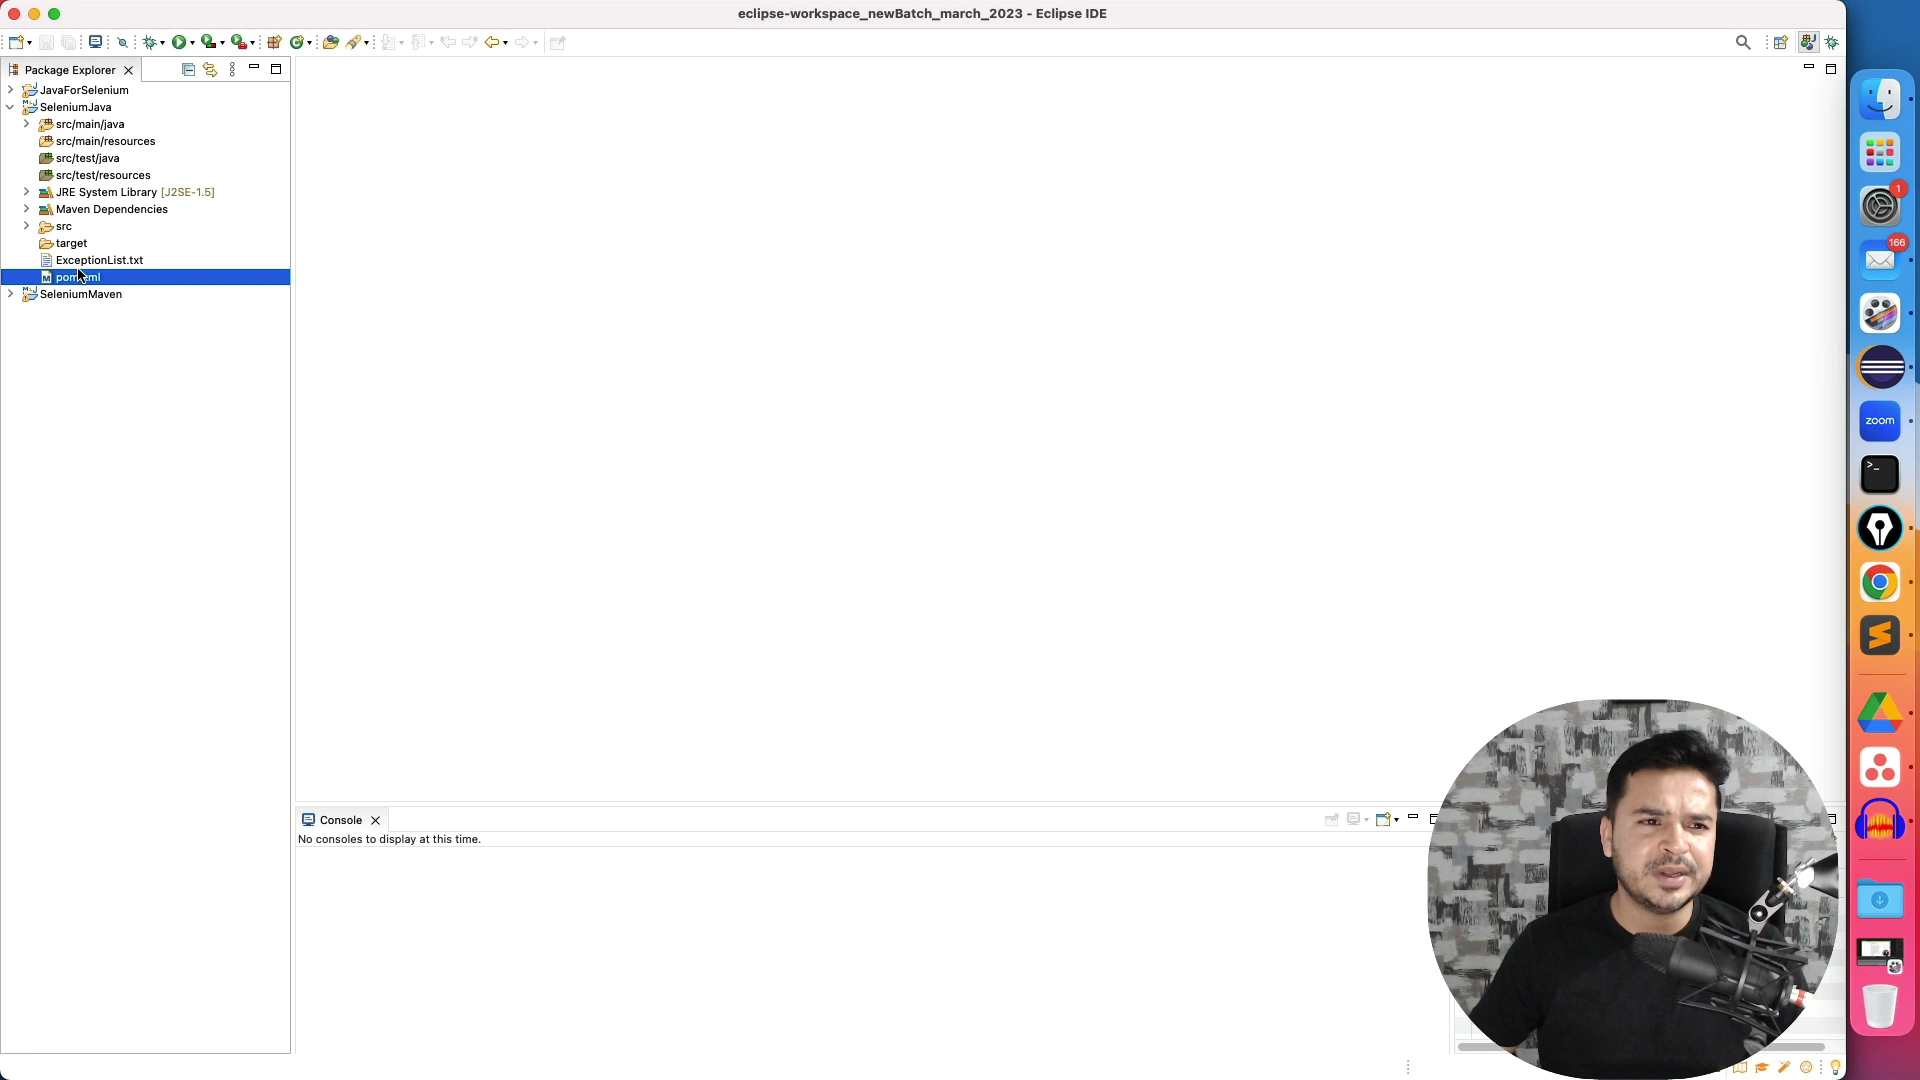 eclipse-workspace_newBatch_march_2023 - Eclipse IDE
Package Explorer
JavaForSelenium
SeleniumJava
src/main/java
src/main/resources
src/test/java
src/test/resources
JRE System Library [J2SE-1.5]
Maven Dependencies
src
target
ExceptionList.txt
SeleniumMaven
Console
No consoles to display at this time.
1
166
zoom